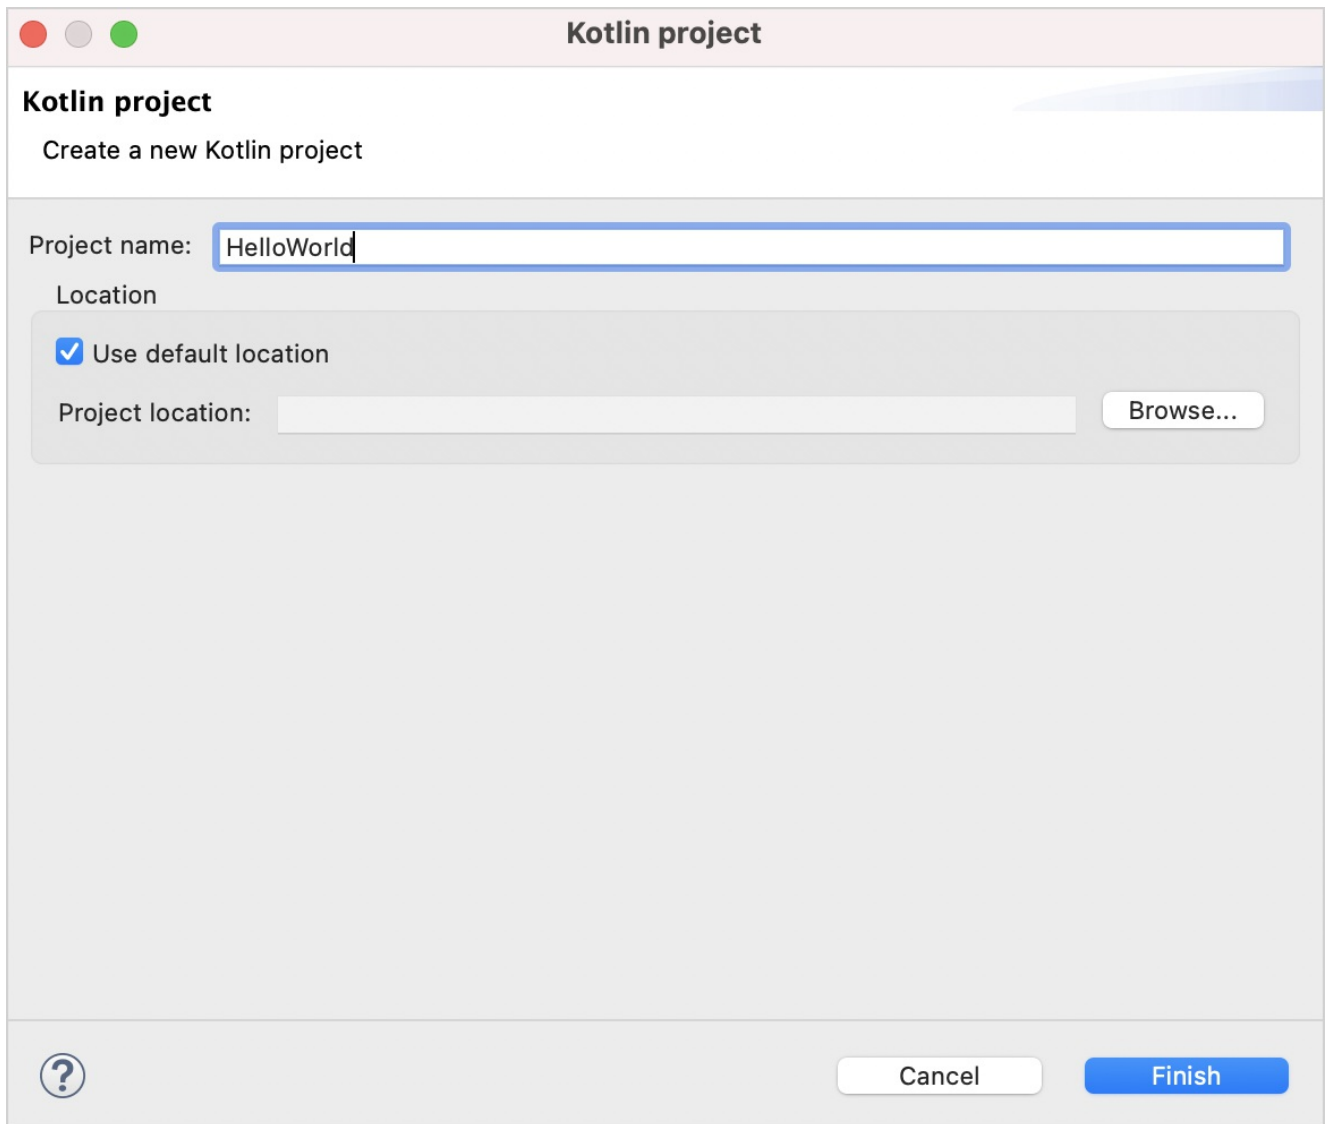 Kotlin project
Kotlin project
Create a new Kotlin project
Project name: HelloWorld
Location
Use default location
Project location:
Browse...
?
Cancel
Finish